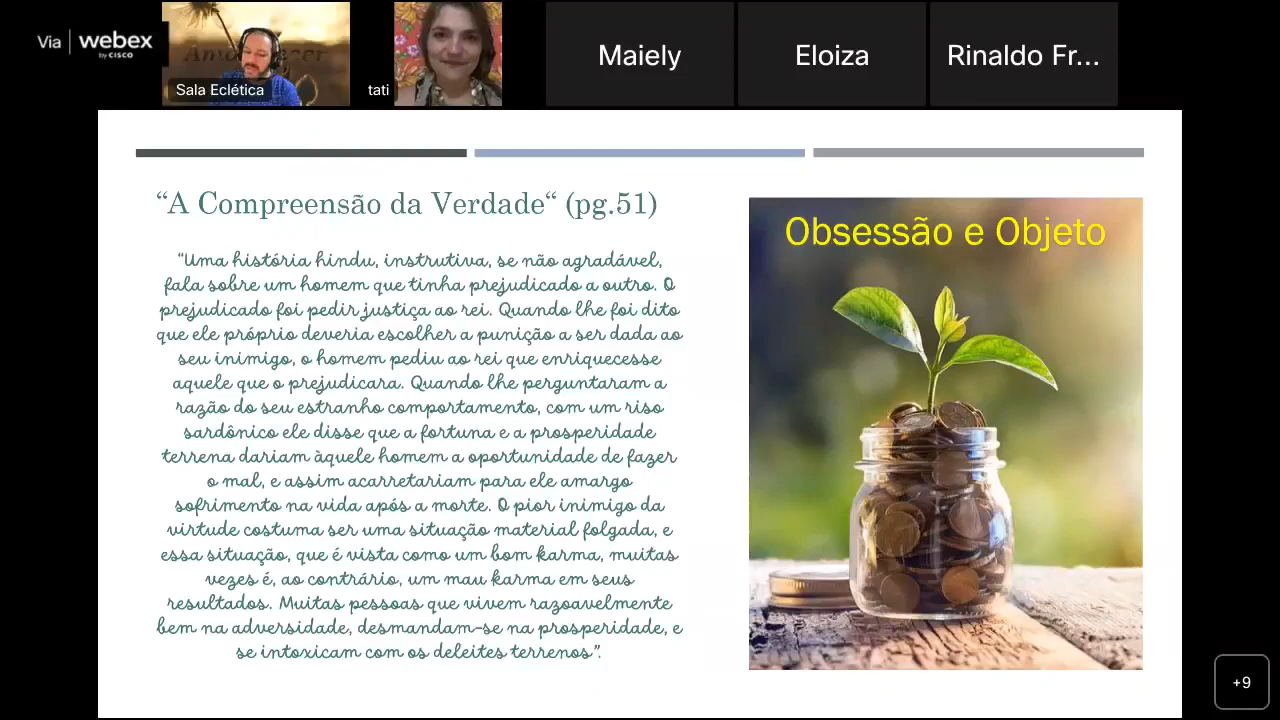 Via | webex
by CISCO
Sala Eclética
tati
Maiely
Eloiza
Rinaldo Fr...
“A Compreensão da Verdade“ (pg.51)
“Uma história hindu, instrutiva, se não agradável,
fala sobre um homem que tinha prejudicado a outro. O
prejudicado foi pedir justiça ao rei. Quando lhe foi dito
que ele próprio deveria escolher a punição a ser dada ao
seu inimigo, o homem pediu ao rei que enriquecesse
aquele que o prejudicara. Quando lhe perguntaram a
razão do seu estranho comportamento, com um riso
sardônico ele disse que a fortuna e a prosperidade
terrena dariam àquele homem a oportunidade de fazer
o mal, e assim acarretariam para ele amargo
sofrimento na vida após a morte. O pior inimigo da
virtude costuma ser uma situação material folgada, e
essa situação, que é vista como um bom karma, muitas
vezes é, ao contrário, um mau karma em seus
resultados. Muitas pessoas que vivem razoavelmente
bem na adversidade, desmandam-se na prosperidade, e
se intoxicam com os deleites terrenos”.
Obsessão e Objeto
+9